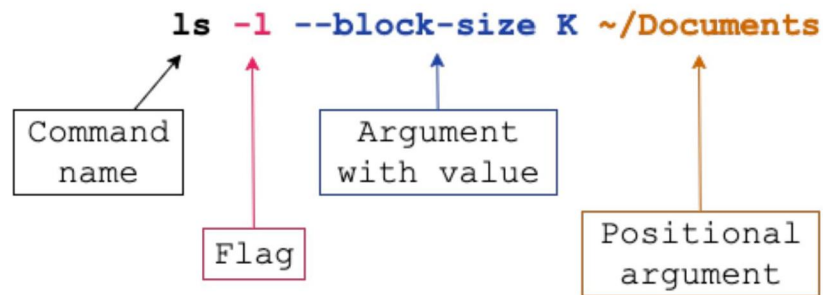 ls -l --block-size K ~/Documents
Command
name
Argument
with value
Flag
Positional
argument